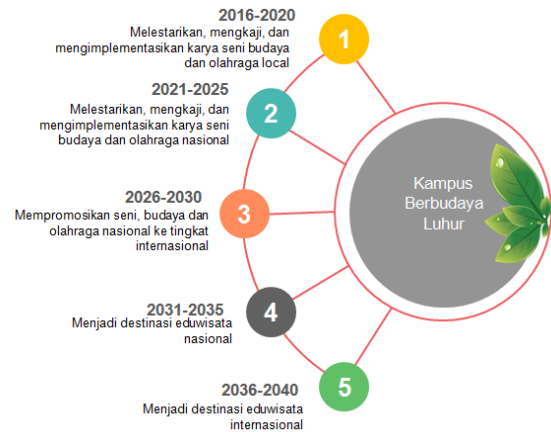 2016-2020
Melestarikan, mengkaji, dan
mengimplementasikan karya seni budaya
dan olahraga local
1
2021-2025
Melestarikan, mengkaji, dan
mengimplementasikan karya seni
budaya dan olahraga nasional
2
2026-2030
Mempromosikan seni, budaya dan
olahraga nasional ke tingkat
internasional
3
2031-2035
Menjadi destinasi eduwisata
nasional
4
2036-2040
Menjadi destinasi eduwisata
internasional
5
Kampus
Berbudaya
Luhur